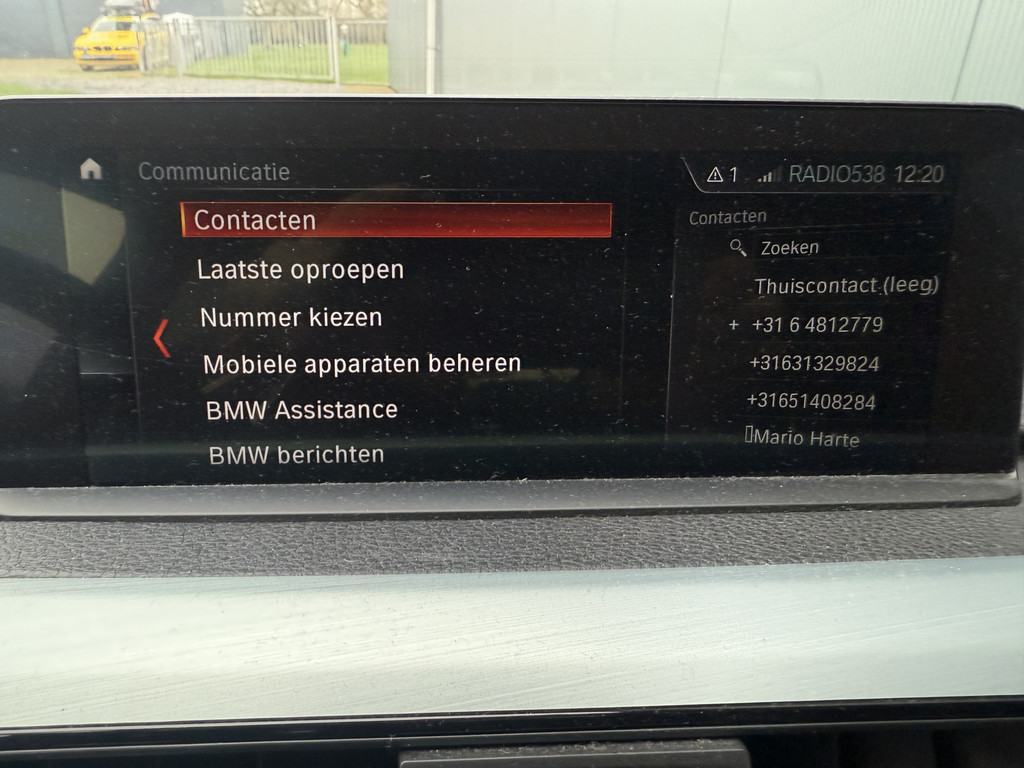 Communicatie
1 RADIO538 12:20
Contacten
Laatste oproepen
Nummer kiezen
Mobiele apparaten beheren
BMW Assistance
BMW berichten
Contacten
Zoeken
Thuiscontact (leeg)
+ +31 6 4812779
+31631329824
+31651408284
Mario Harte